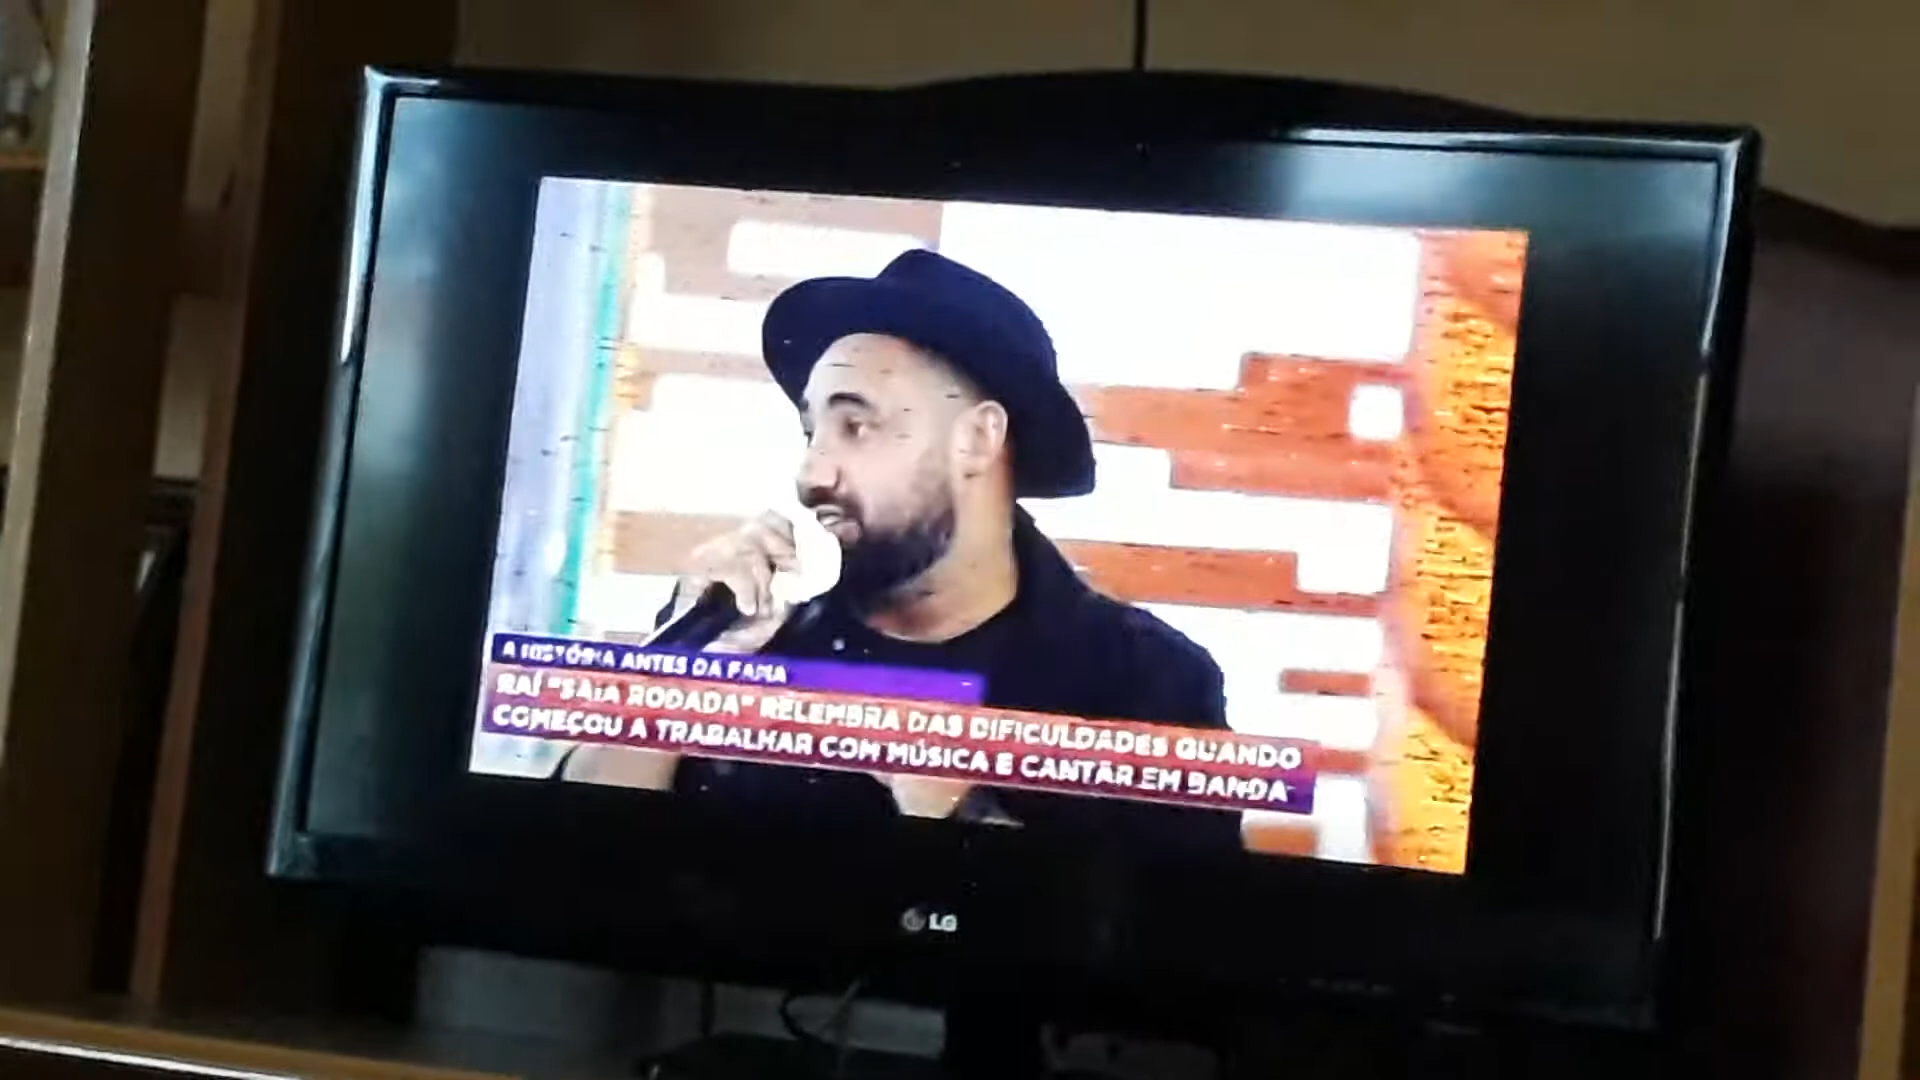 A HISTÓRIA ANTES DA FAMA
RAÍ "SAIA RODADA" RELEMBRA DAS DIFICULDADES QUANDO
COMEÇOU A TRABALHAR COM MÚSICA E CANTAR EM BANDA
LG